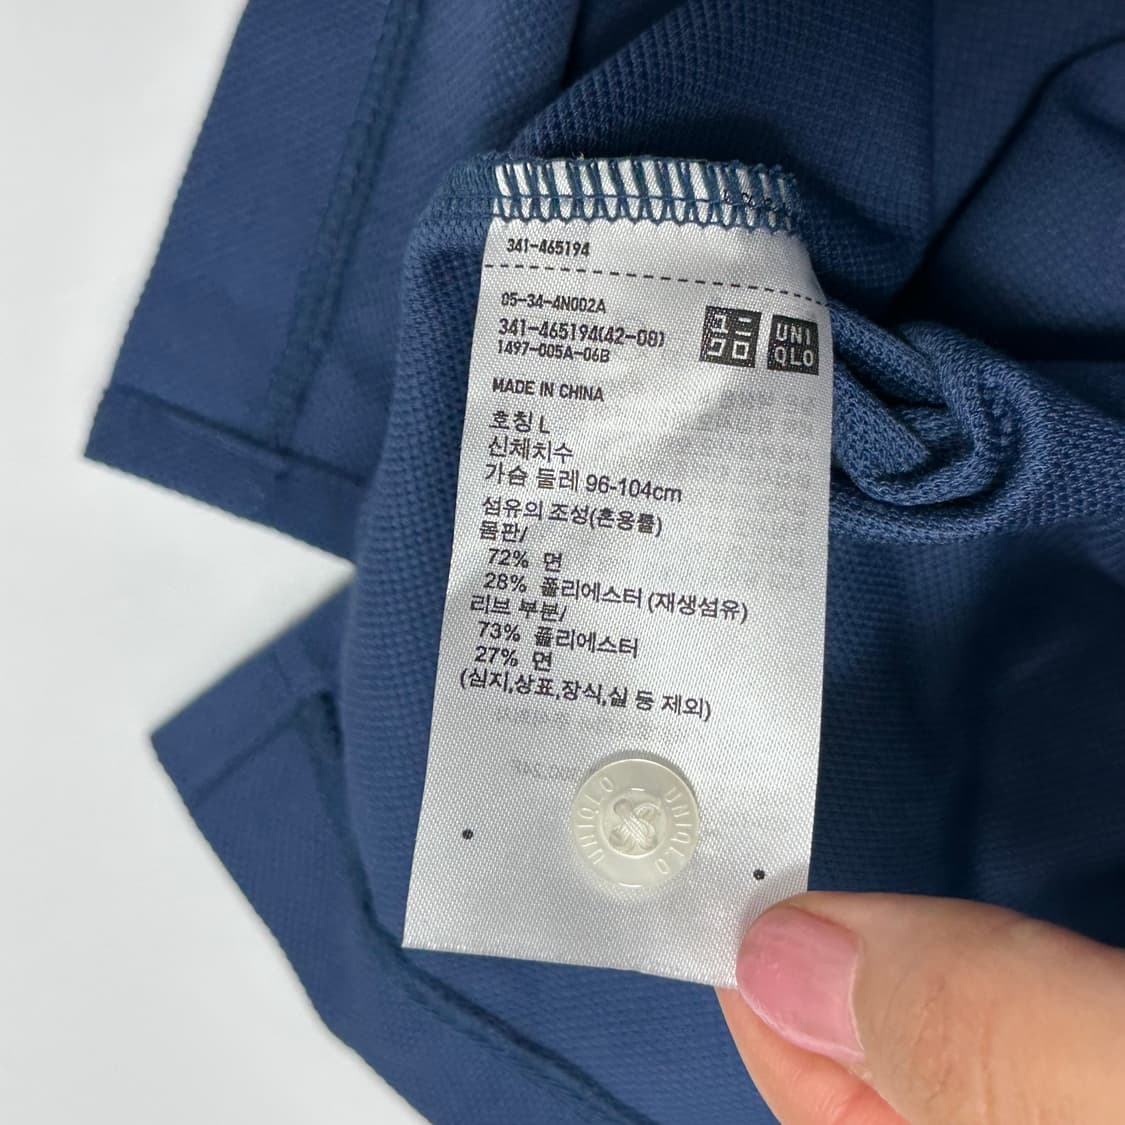 341-465194
05-34-4N002A
341-465194(42-08)
1497-005A-06B
ユニ
クロ
UNI
QLO
MADE IN CHINA
호칭 L
신체치수
가슴 둘레 96-104cm
섬유의 조성(혼용률)
몸판/
72% 면
28% 폴리에스터 (재생섬유)
리브 부분/
73% 폴리에스터
27% 면
(심지,상표,장식,실 등 제외)
UNIQLO UNIQLO